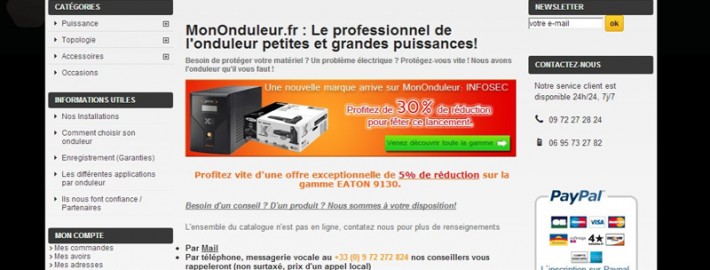 CATÉGORIES
Puissance
Topologie
Accessoires
Occasions
INFORMATIONS UTILES
Nos Installations
Comment choisir son
onduleur
Enregistrement (Garanties)
Les différentes applications
par onduleur
Ils nous font confiance /
Partenaires
MON COMPTE
Mes commandes
Mes avoirs
Mes adresses
MonOnduleur.fr : Le professionnel de
l'onduleur petites et grandes puissances!
Besoin de protéger votre matériel ? Un problème électrique ? Protégez-vous vite ! Nous avons
l'onduleur qu'il vous faut !
Une nouvelle marque arrive sur MonOnduleur: INFOSEC
Profitez de 30% de réduction
pour fêter ce lancement.
Venez découvrir toute la gamme
Profitez vite d'une offre exceptionnelle de 5% de réduction sur la
gamme EATON 9130.
Besoin d'un conseil ? D'un produit ? Nous sommes à votre disposition!
L'ensemble du catalogue n'est pas en ligne, contatez nous pour plus de renseignements
Par Mail
Par téléphone, messagerie vocale au +33 (0) 9 72 272 824 nos conseillers vous
rappeleront (non surtaxé, prix d'un appel local)
NEWSLETTER
votre e-mail
ok
CONTACTEZ-NOUS
Notre service client est
disponible 24h/24, 7j/7
09 72 27 28 24
06 95 73 27 82
PayPal
VISA
L'inscription sur Paypal